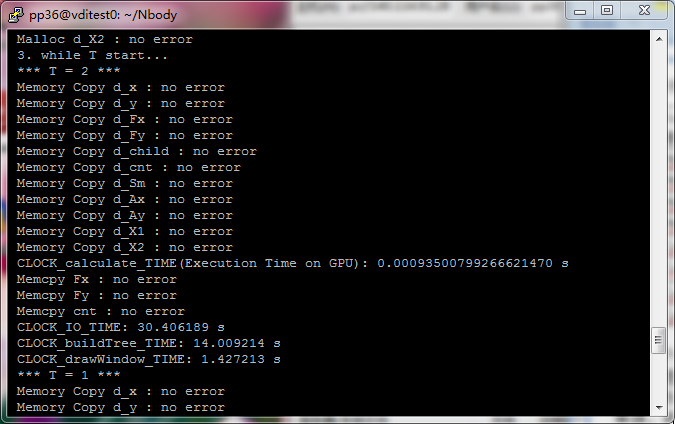 pp36@vditest0: ~/Nbody
Malloc d_X2 : no error
3. while T start...
*** T = 2 ***
Memory Copy d_x : no error
Memory Copy d_y : no error
Memory Copy d_Fx : no error
Memory Copy d_Fy : no error
Memory Copy d_child : no error
Memory Copy d_cnt : no error
Memory Copy d_Sm : no error
Memory Copy d_Ax : no error
Memory Copy d_Ay : no error
Memory Copy d_X1 : no error
Memory Copy d_X2 : no error
CLOCK_calculate_TIME(Execution Time on GPU): 0.00093500799266621470 s
Memcpy Fx : no error
Memcpy Fy : no error
Memcpy cnt : no error
CLOCK_IO_TIME: 30.406189 s
CLOCK_buildTree_TIME: 14.009214 s
CLOCK_drawWindow_TIME: 1.427213 s
*** T = 1 ***
Memory Copy d_x : no error
Memory Copy d_y : no error